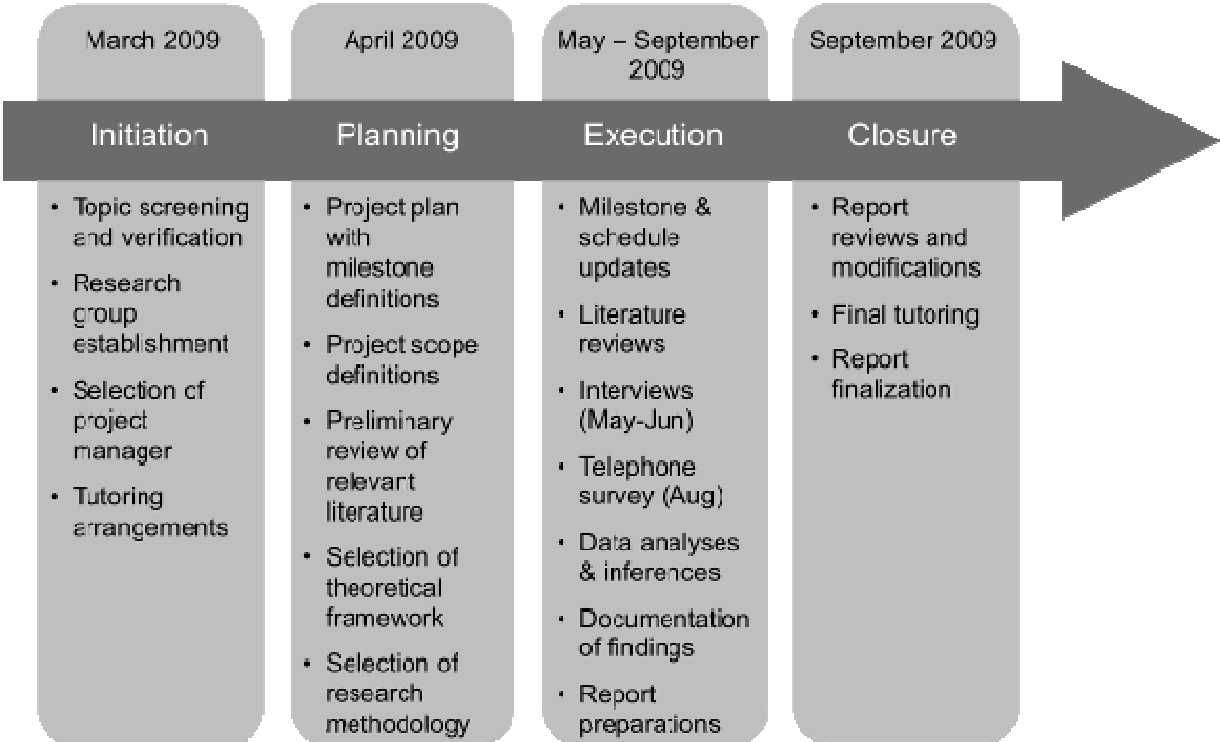 March 2009
Initiation
• Topic screening
and verification
• Research
group
establishment
• Selection of
project
manager
• Tutoring
arrangements
April 2009
Planning
• Project plan
with
milestone
definitions
• Project scope
definitions
• Preliminary
review of
relevant
literature
• Selection of
theoretical
framework
• Selection of
research
methodology
May – September
2009
Execution
• Milestone &
schedule
updates
• Literature
reviews
• Interviews
(May-Jun)
• Telephone
survey (Aug)
• Data analyses
& inferences
• Documentation
of findings
• Report
preparations
September 2009
Closure
• Report
reviews and
modifications
• Final tutoring
• Report
finalization